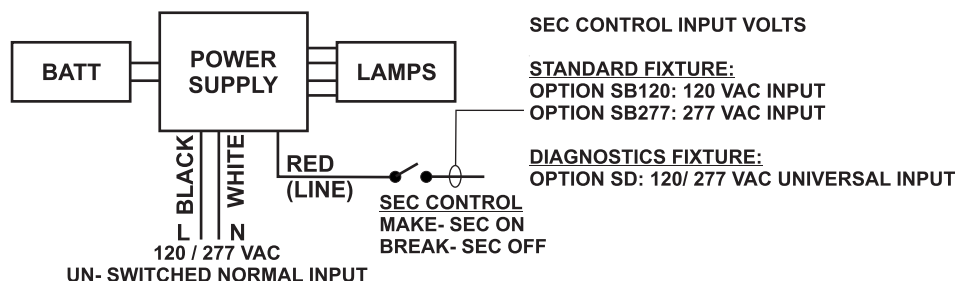 SEC CONTROL INPUT VOLTS
BATT
POWER
SUPPLY
LAMPS
STANDARD FIXTURE:
OPTION SB120: 120 VAC INPUT
OPTION SB277: 277 VAC INPUT
DIAGNOSTICS FIXTURE:
OPTION SD: 120/ 277 VAC UNIVERSAL INPUT
BLACK
WHITE
RED
(LINE)
SEC CONTROL
MAKE- SEC ON
BREAK- SEC OFF
L N
120 / 277 VAC
UN- SWITCHED NORMAL INPUT